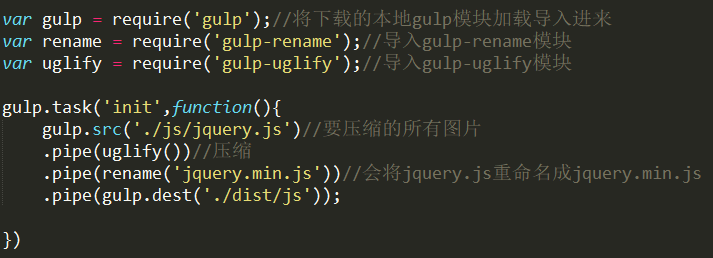 var gulp = require('gulp');//将下载的本地gulp模块加载导入进来
var rename = require('gulp-rename');//导入gulp-rename模块
var uglify = require('gulp-uglify');//导入gulp-uglify模块
gulp.task('init',function(){
gulp.src('./js/jquery.js')//要压缩的所有图片
.pipe(uglify())//压缩
.pipe(rename('jquery.min.js'))//会将jquery.js重命名成jquery.min.js
.pipe(gulp.dest('./dist/js'));
})